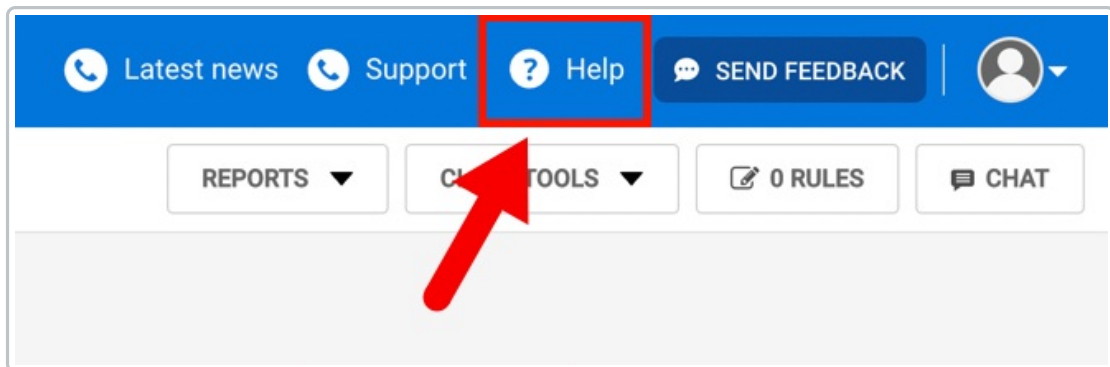 Latest news Support ? Help SEND FEEDBACK
REPORTS TOOLS 0 RULES CHAT